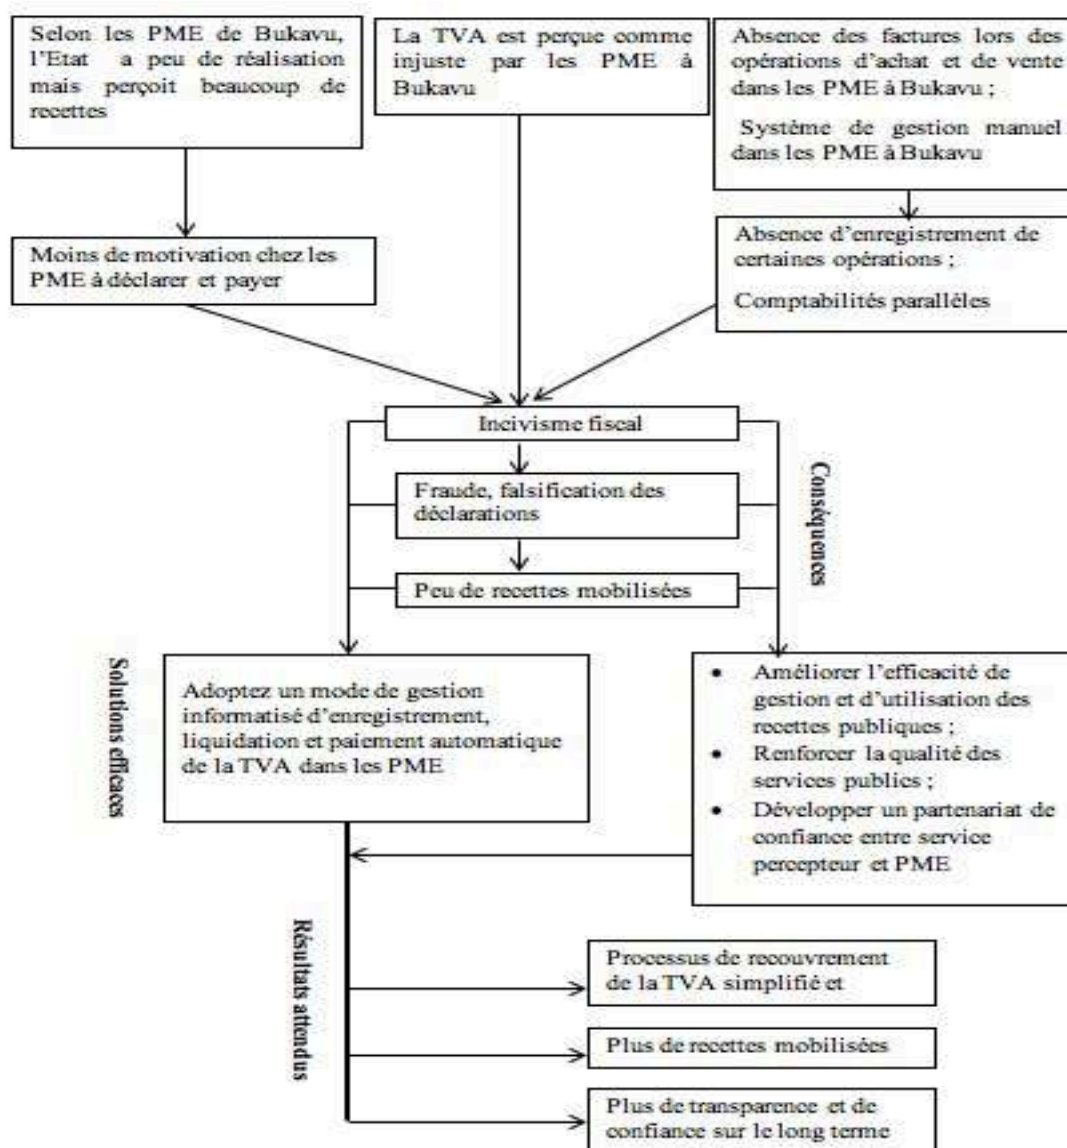 Selon les PME de Bukavu,
l'Etat a peu de réalisation
mais perçoit beaucoup de
recettes
La TVA est perçue comme
injuste par les PME à
Bukavu
Absence des factures lors des
opérations d'achat et de vente
dans les PME à Bukavu ;
Système de gestion manuel
dans les PME à Bukavu
Moins de motivation chez les
PME à déclarer et payer
Absence d'enregistrement de
certaines opérations ;
Comptabilités parallèles
Incivisme fiscal
Fraude, falsification des
déclarations
Peu de recettes mobilisées
Conséquences
Solutions efficaces
Adoptez un mode de gestion
informatisé d'enregistrement,
liquidation et paiement automatique
de la TVA dans les PME
• Améliorer l'efficacité de
gestion et d'utilisation des
recettes publiques ;
• Renforcer la qualité des
services publics ;
• Développer un partenariat de
confiance entre service
percepteur et PME
Résultats attendus
Processus de recouvrement
de la TVA simplifié et
Plus de recettes mobilisées
Plus de transparence et de
confiance sur le long terme